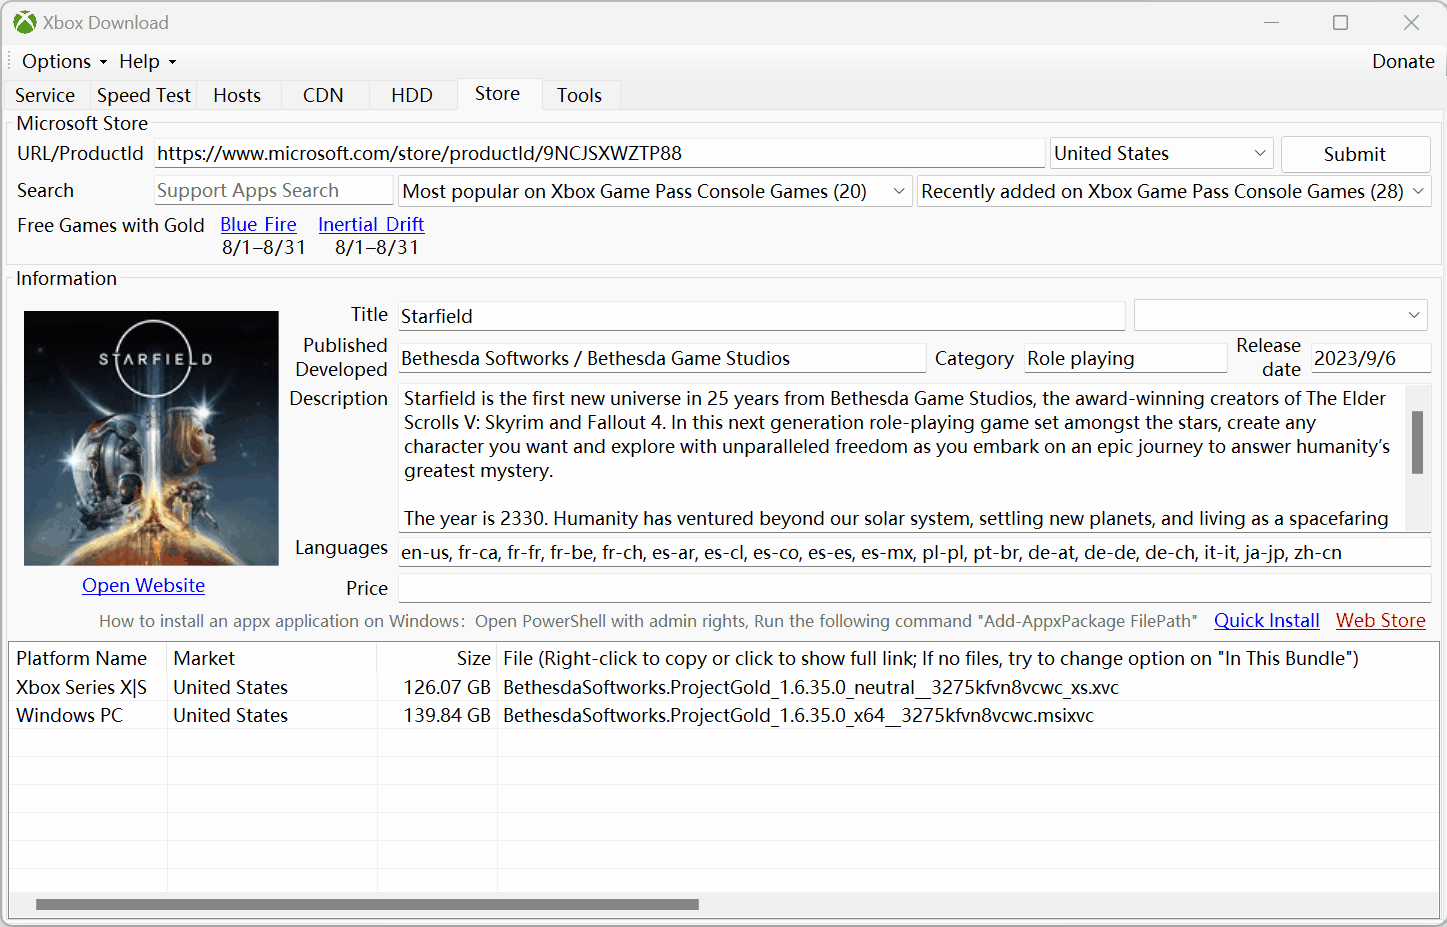 Xbox Download
Options Help Donate
Service Speed Test Hosts CDN HDD Store Tools
Microsoft Store
URL/ProductId https://www.microsoft.com/store/productId/9NCJSXWZTP88 United States Submit
Search Support Apps Search Most popular on Xbox Game Pass Console Games (20) Recently added on Xbox Game Pass Console Games (28)
Free Games with Gold Blue Fire Inertial Drift
8/1–8/31 8/1–8/31
Information
STARFIELD
Title Starfield
Published
Developed Bethesda Softworks / Bethesda Game Studios Category Role playing Release
date 2023/9/6
Description Starfield is the first new universe in 25 years from Bethesda Game Studios, the award-winning creators of The Elder
Scrolls V: Skyrim and Fallout 4. In this next generation role-playing game set amongst the stars, create any
character you want and explore with unparalleled freedom as you embark on an epic journey to answer humanity’s
greatest mystery.
The year is 2330. Humanity has ventured beyond our solar system, settling new planets, and living as a spacefaring
Languages en-us, fr-ca, fr-fr, fr-be, fr-ch, es-ar, es-cl, es-co, es-es, es-mx, pl-pl, pt-br, de-at, de-de, de-ch, it-it, ja-jp, zh-cn
Open Website
Price
How to install an appx application on Windows：Open PowerShell with admin rights, Run the following command "Add-AppxPackage FilePath" Quick Install Web Store
Platform Name Market Size File (Right-click to copy or click to show full link; If no files, try to change option on "In This Bundle")
Xbox Series X|S United States 126.07 GB BethesdaSoftworks.ProjectGold_1.6.35.0_neutral__3275kfvn8vcwc_xs.xvc
Windows PC United States 139.84 GB BethesdaSoftworks.ProjectGold_1.6.35.0_x64__3275kfvn8vcwc.msixvc